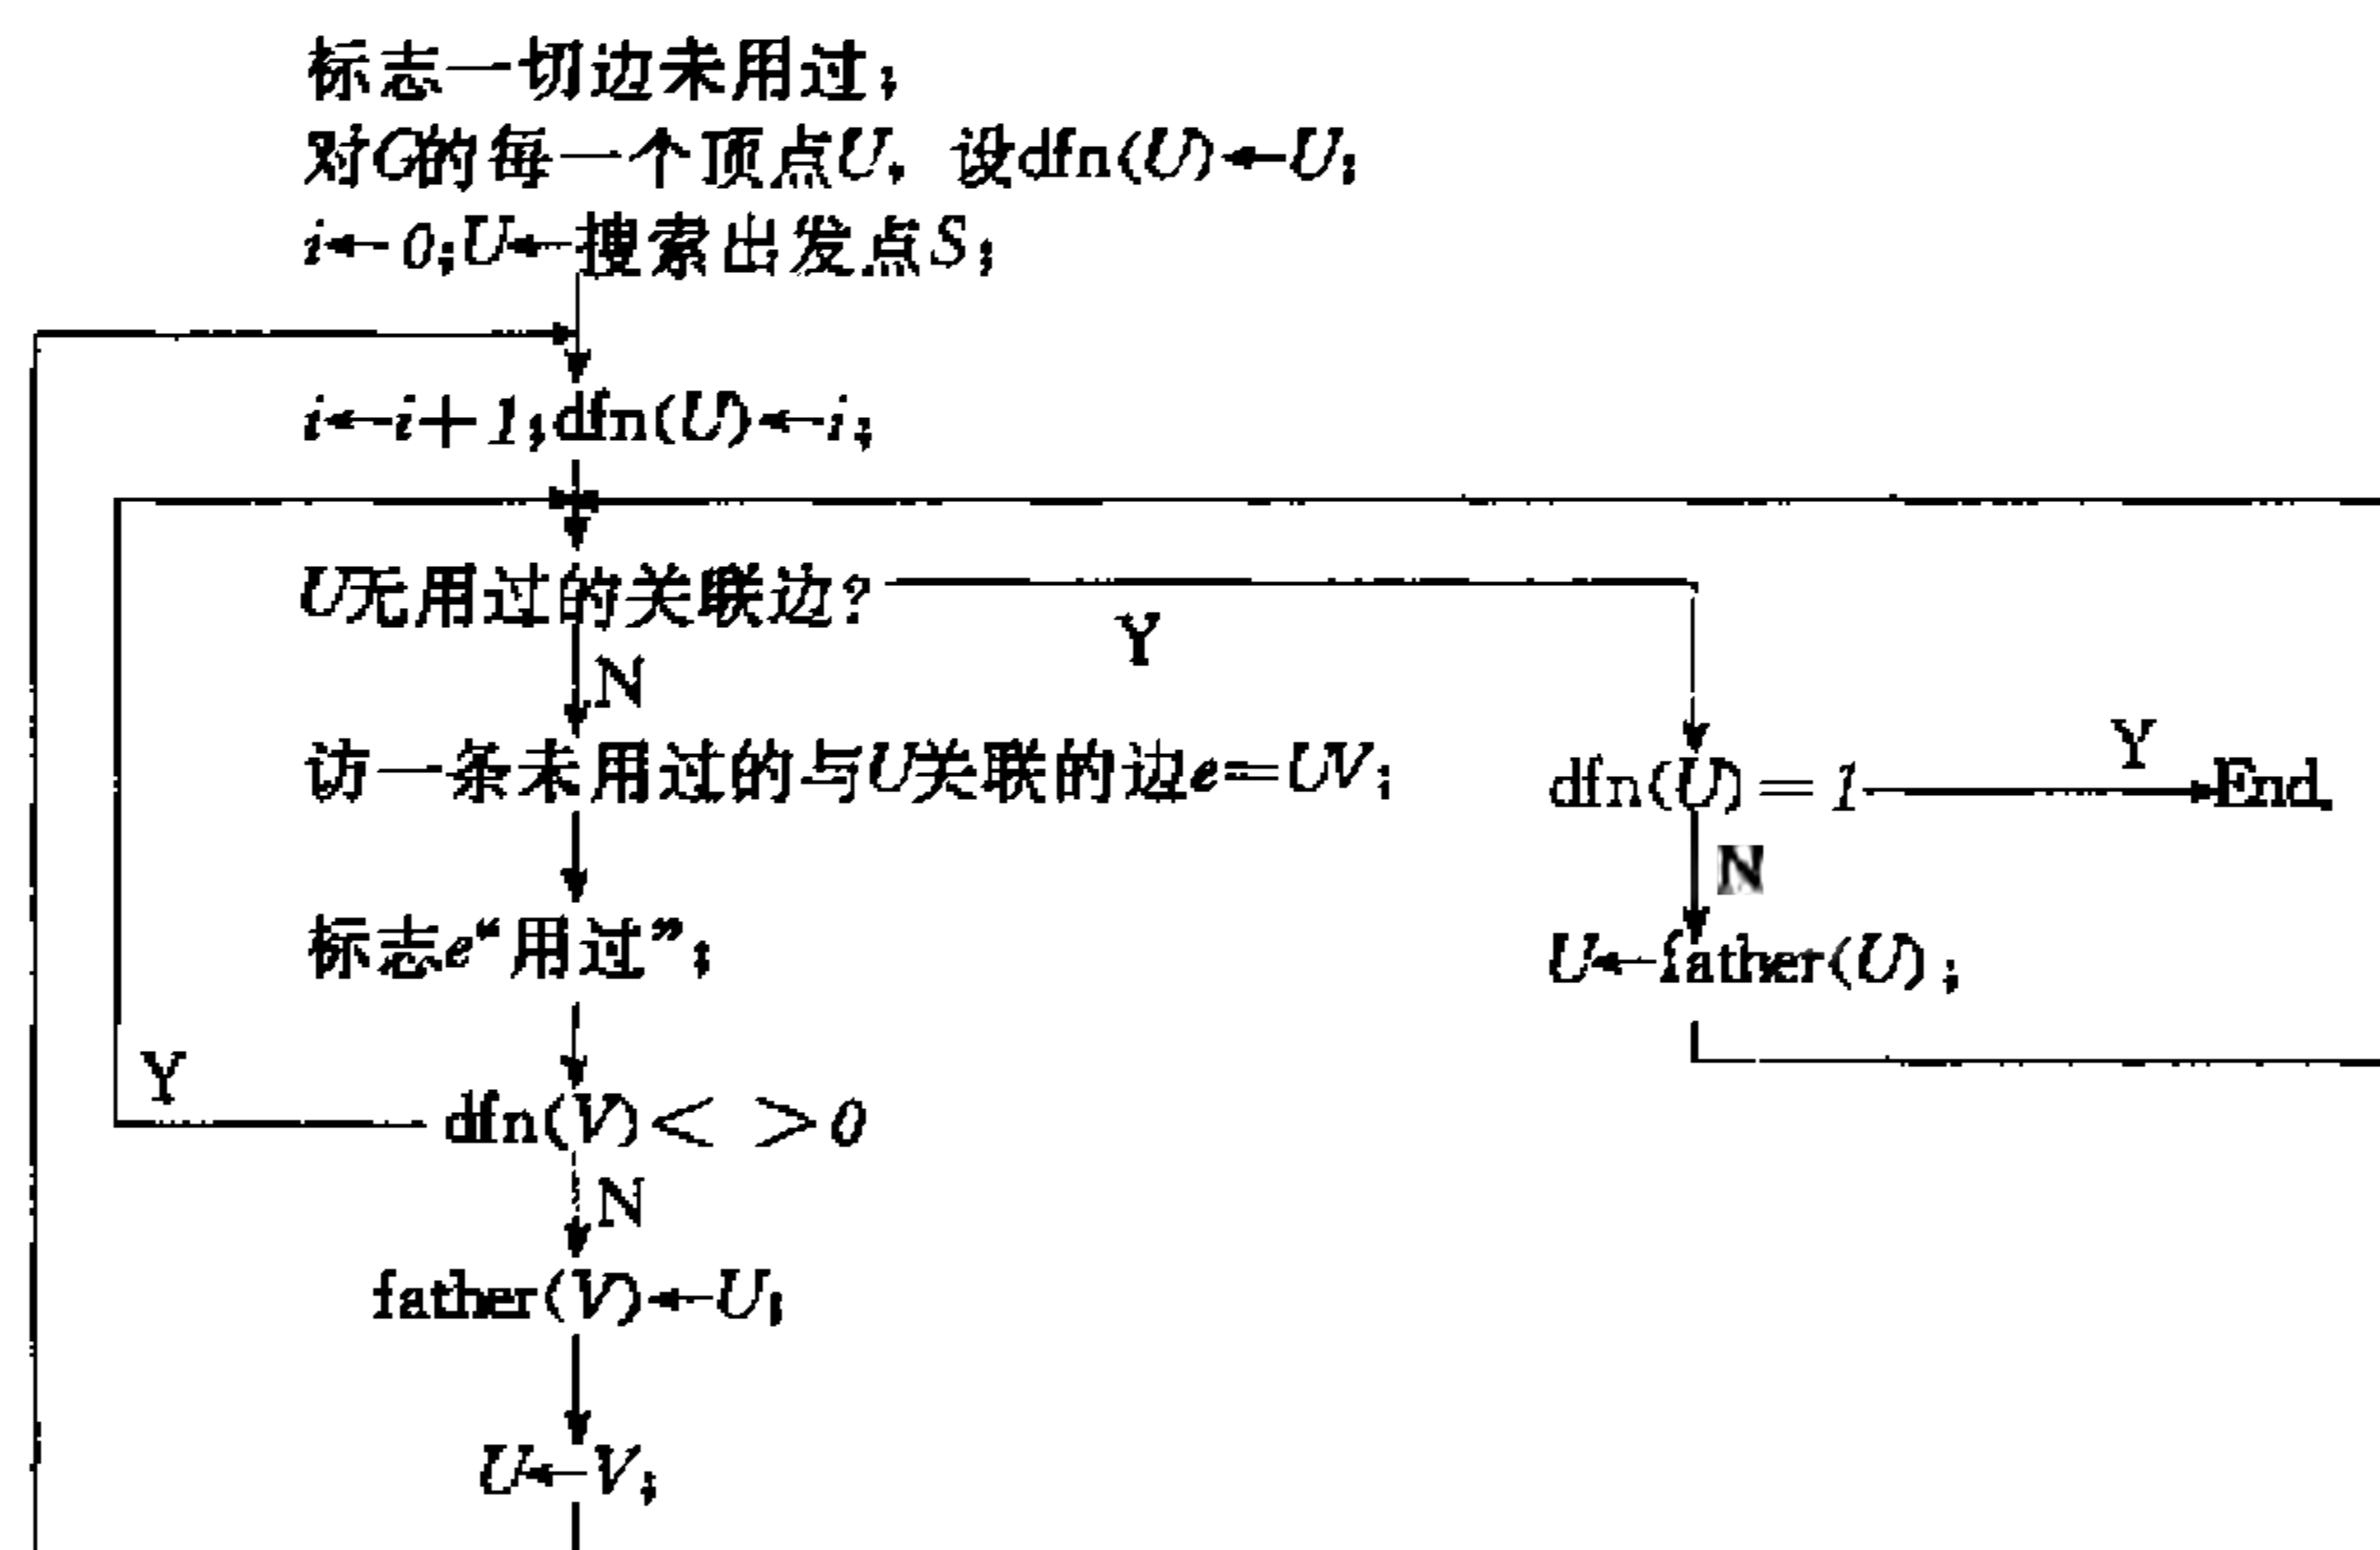 标志一切边未用过;
对G的每一个顶点U, 设dfn(U)←U;
i←0;U←搜索出发点S;
i←i+1;dfn(U)←i;
U无用过的关联边?
Y
N
访一条未用过的与U关联的边e=UV;
dfn(U)=1
Y
End.
N
标志e“用过”;
U←father(U);
Y
dfn(V)< >0
N
father(V)←U;
U←V;